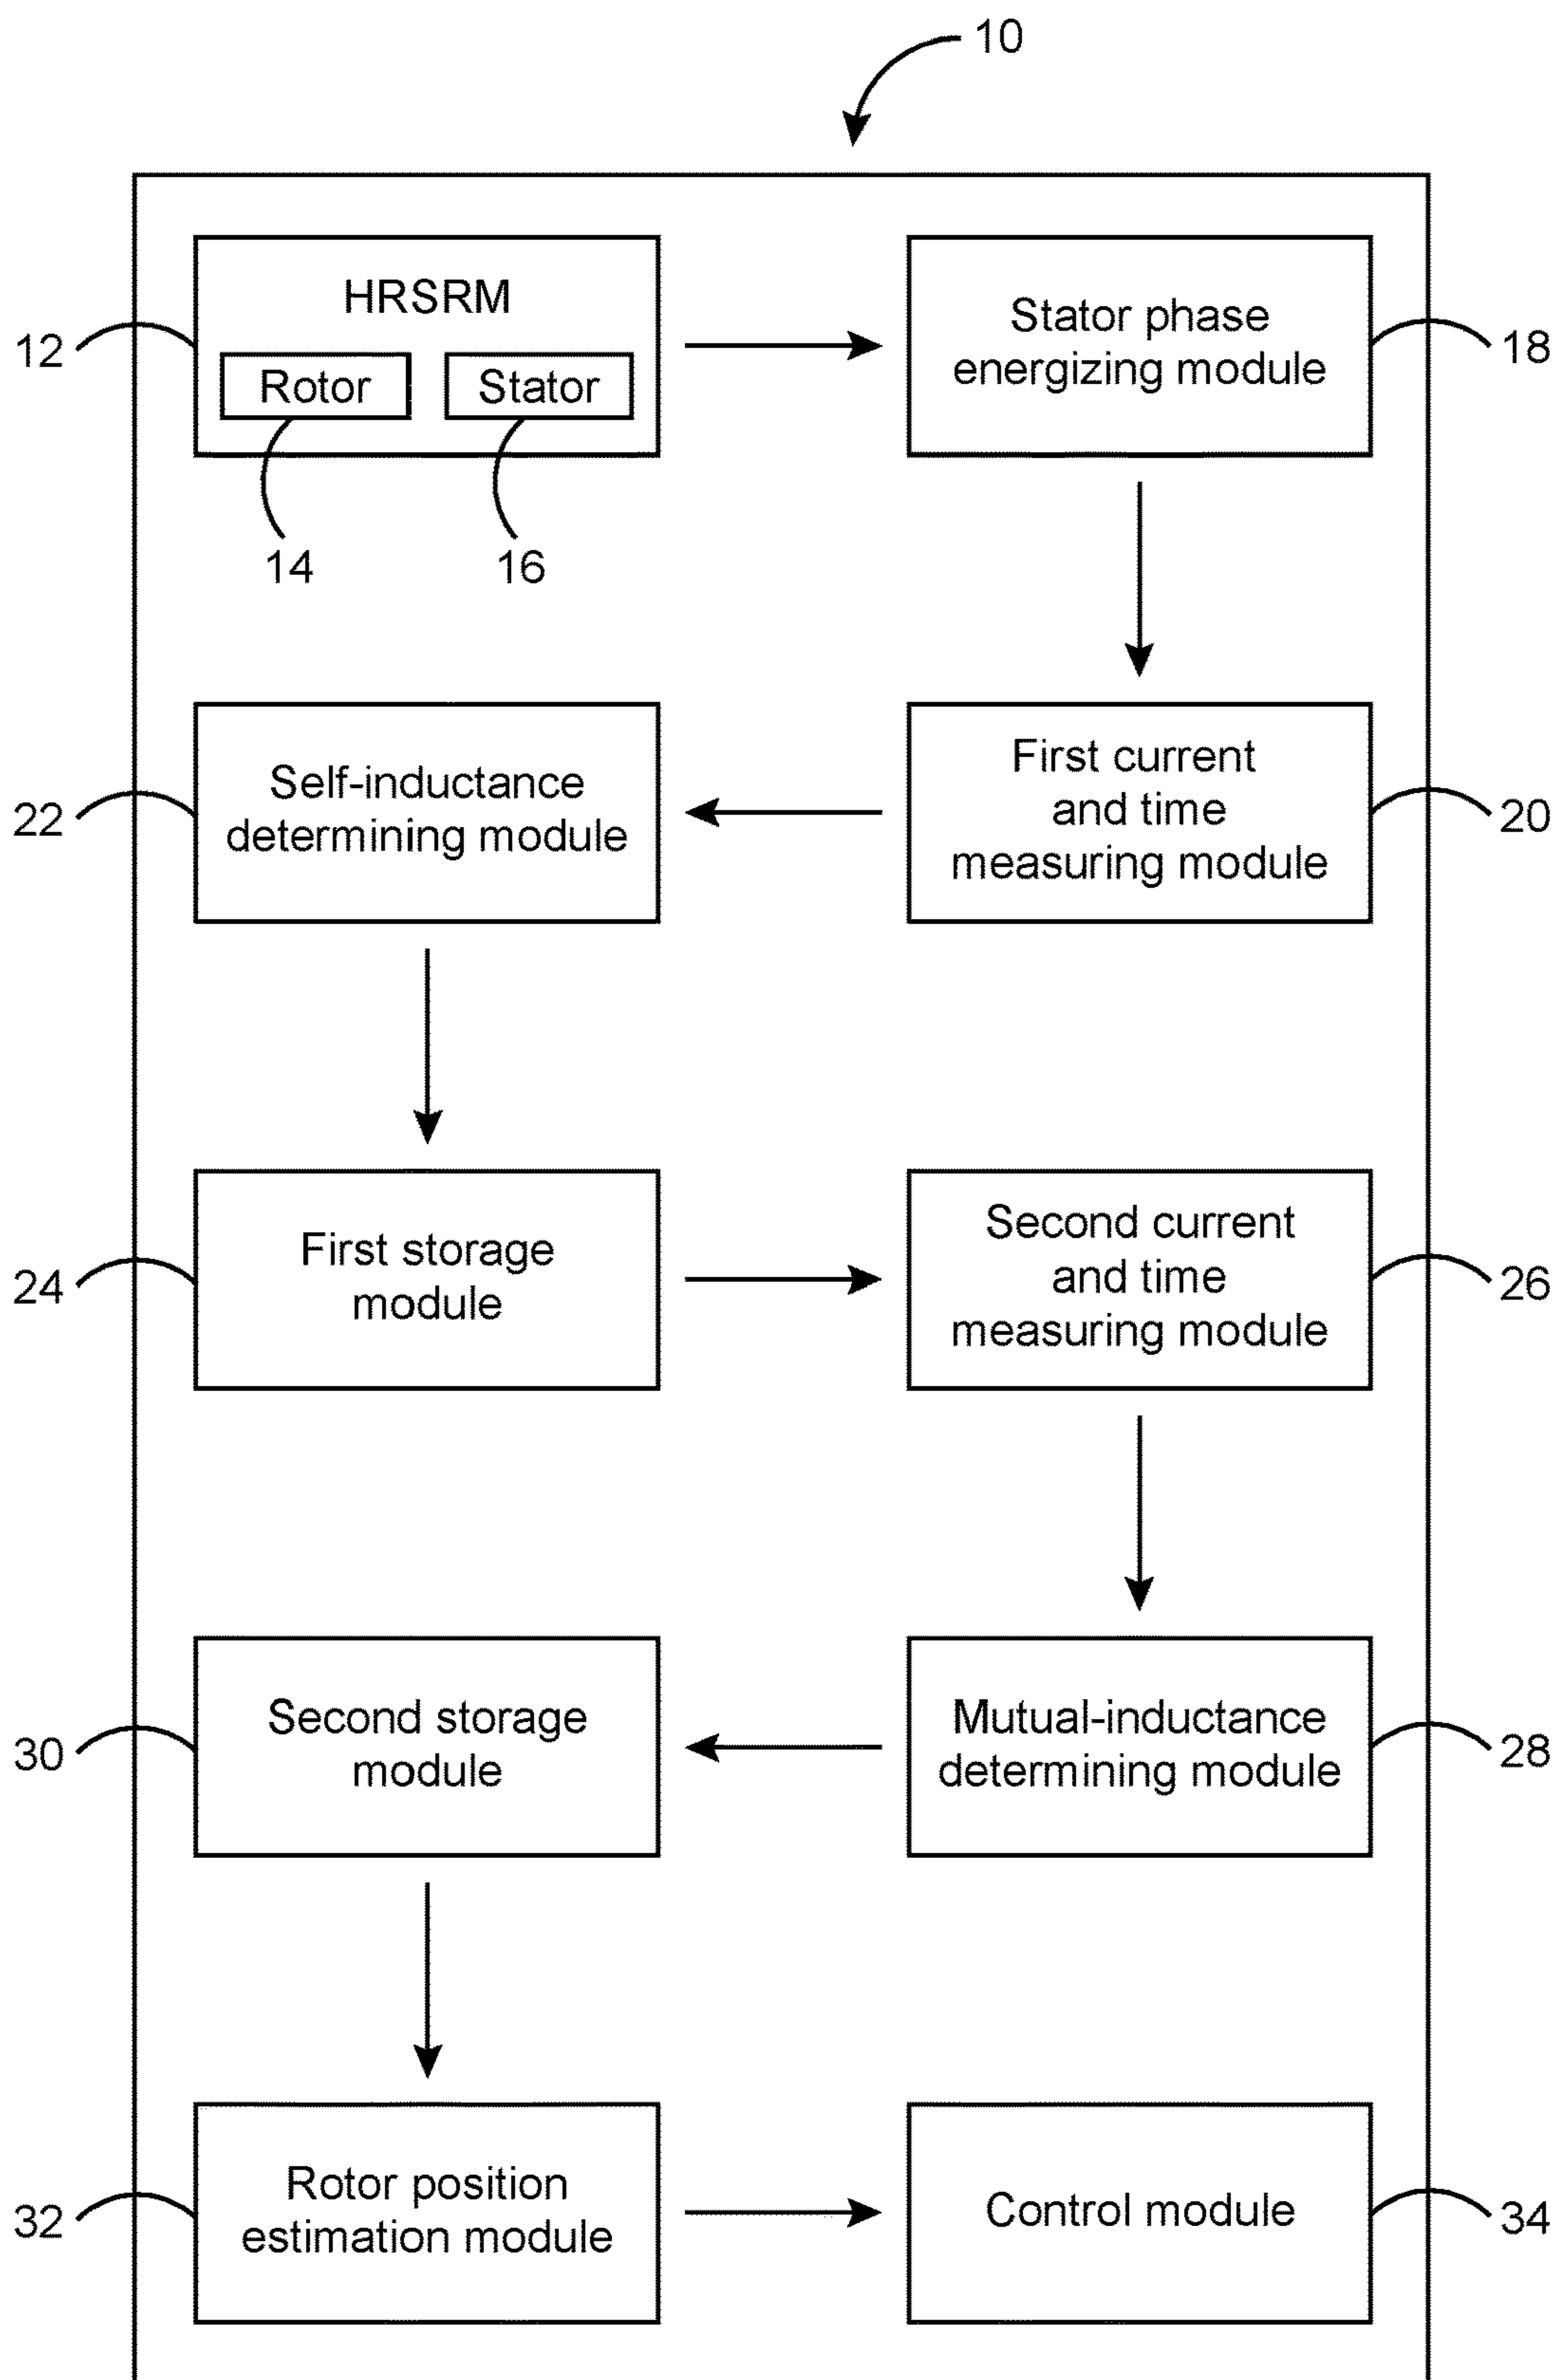 10
HRSRM
Rotor
Stator
12
14
16
Stator phase
energizing module
18
Self-inductance
determining module
22
First current
and time
measuring module
20
First storage
module
24
Second current
and time
measuring module
26
Second storage
module
30
Mutual-inductance
determining module
28
Rotor position
estimation module
32
Control module
34